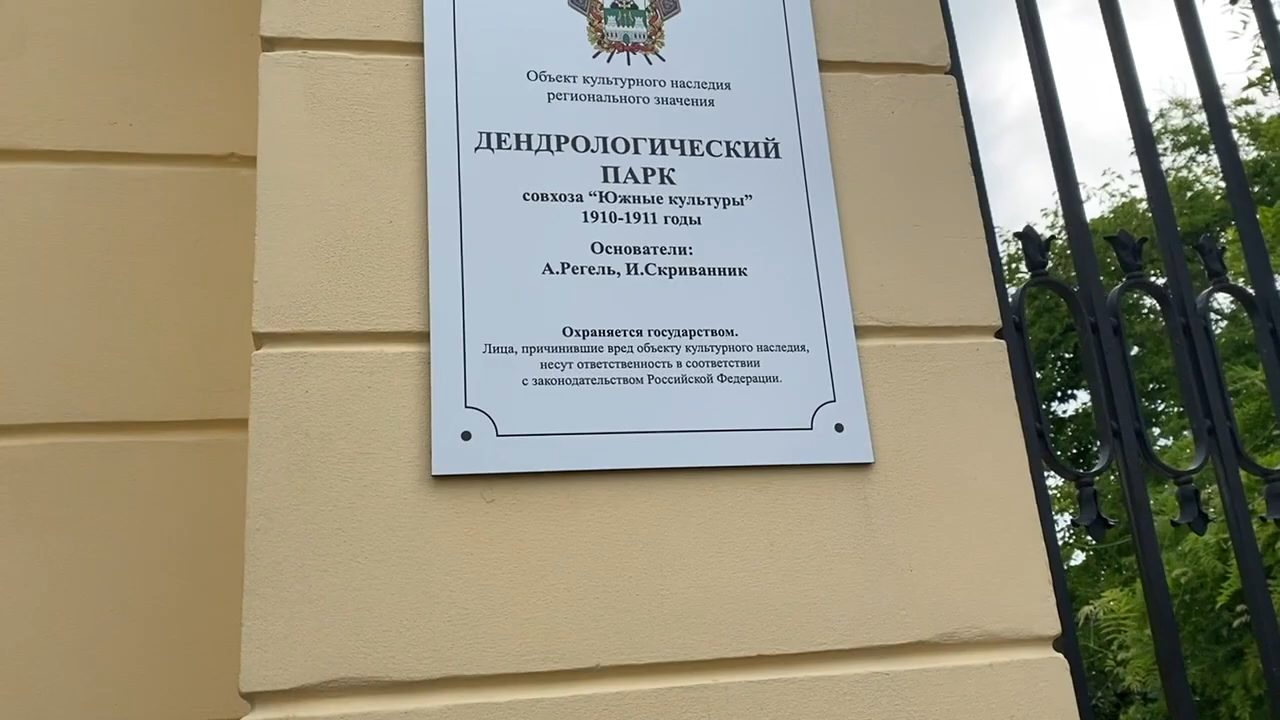 Объект культурного наследия
регионального значения
ДЕНДРОЛОГИЧЕСКИЙ
ПАРК
совхоза “Южные культуры”
1910-1911 годы
Основатели:
А.Регель, И.Скриванник
Охраняется государством.
Лица, причинившие вред объекту культурного наследия,
несут ответственность в соответствии
с законодательством Российской Федерации.